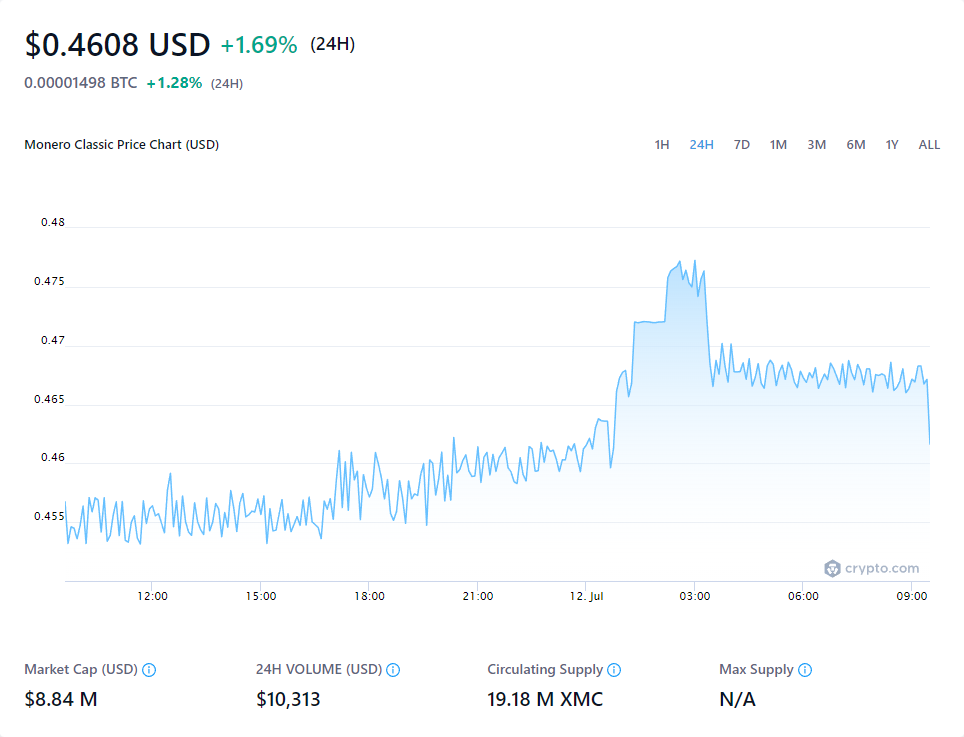 $0.4608 USD +1.69% (24H)
0.00001498 BTC +1.28% (24H)
Monero Classic Price Chart (USD) 1H 24H 7D 1M 3M 6M 1Y ALL
0.48
0.475
0.47
0.465
0.46
0.455
crypto.com
12:00 15:00 18:00 21:00 12. Jul 03:00 06:00 09:00
Market Cap (USD) 24H VOLUME (USD) Circulating Supply Max Supply
$8.84 M $10,313 19.18 M XMC N/A